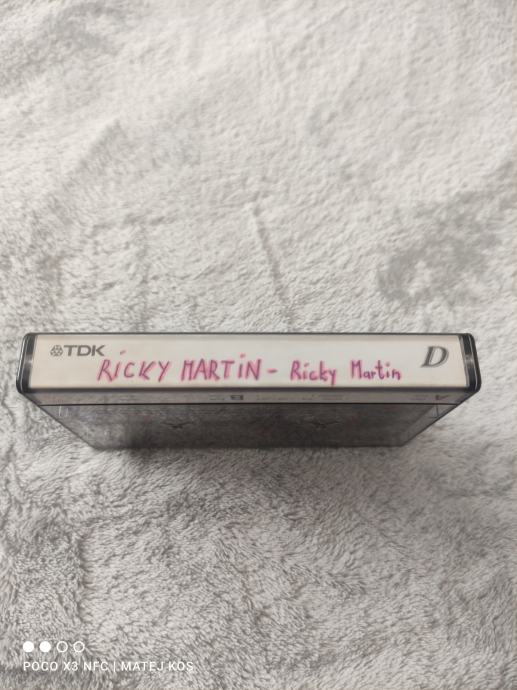 TDK RiCKY MARTiN - Ricky Martin D
POCO X3 NFC | MATEJ KOS